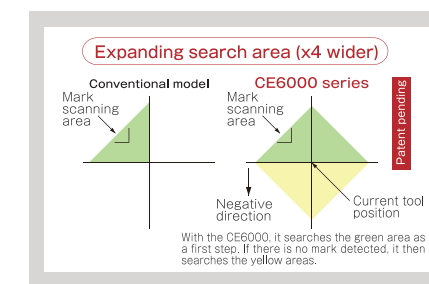 Expanding search area (x4 wider)
Conventional model
Mark
scanning
area
CE6000 series
Mark
scanning
area
Patent pending
Negative
direction
Current tool
position
With the CE6000, it searches the green area as
a first step. If there is no mark detected, it then
searches the yellow areas.